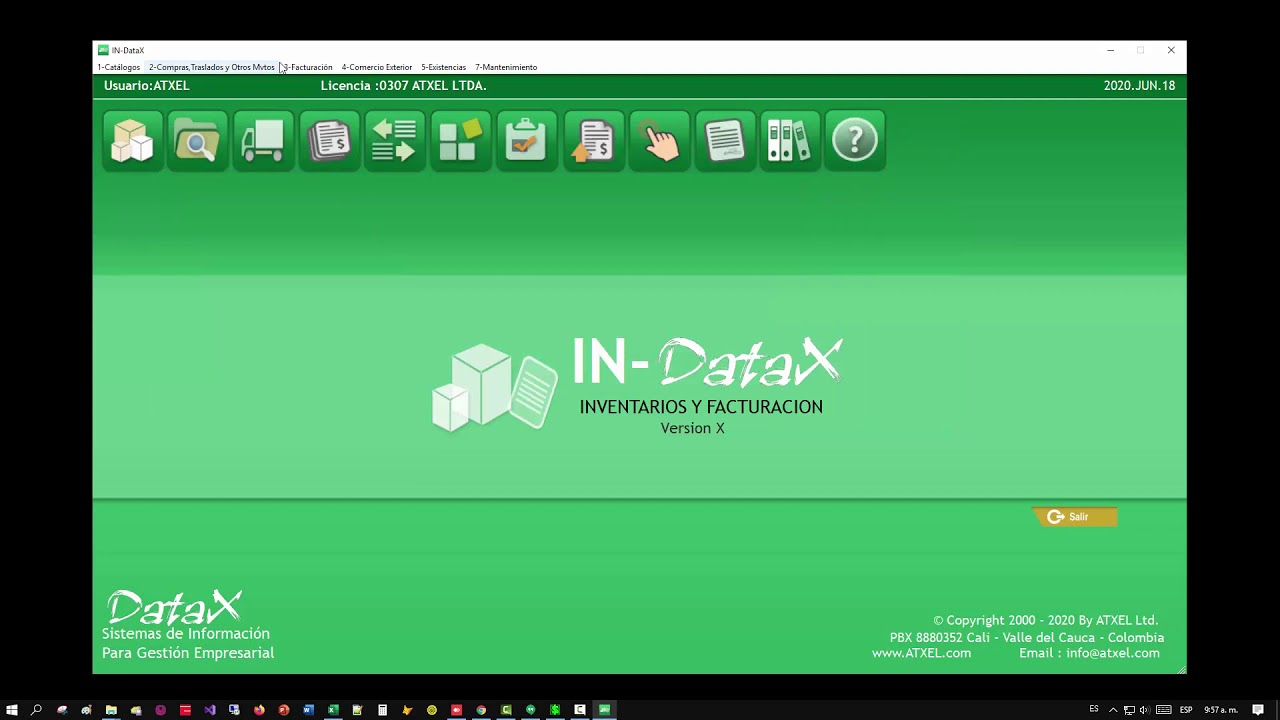 IN-DataX
1-Catálogos 2-Compras,Traslados y Otros Mvtos 3-Facturación 4-Comercio Exterior 5-Existencias 7-Mantenimiento
Usuario:ATXEL Licencia :0307 ATXEL LTDA. 2020.JUN.18
IN-DataX
INVENTARIOS Y FACTURACION
Version X
Salir
DataX
Sistemas de Información
Para Gestión Empresarial
© Copyright 2000 - 2020 By ATXEL Ltd.
PBX 8880352 Cali - Valle del Cauca - Colombia
www.ATXEL.com Email : info@atxel.com
ES ESP 9:57 a. m.